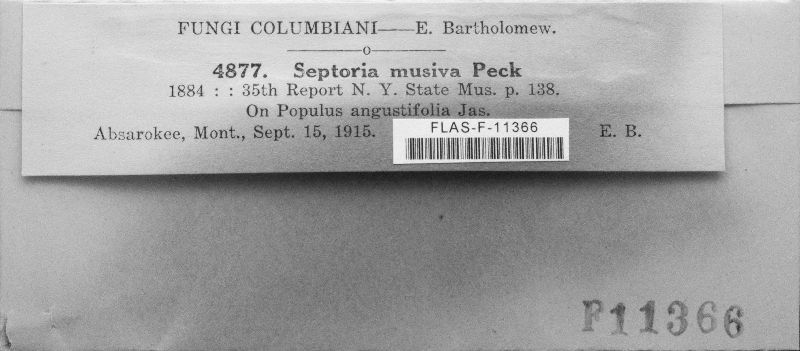 FUNGI COLUMBIANI—E. Bartholomew.
4877. Septoria musiva Peck
1884 : : 35th Report N. Y. State Mus. p. 138.
On Populus angustifolia Jas.
Absarokee, Mont., Sept. 15, 1915. E. B.
FLAS-F-11366
F11366